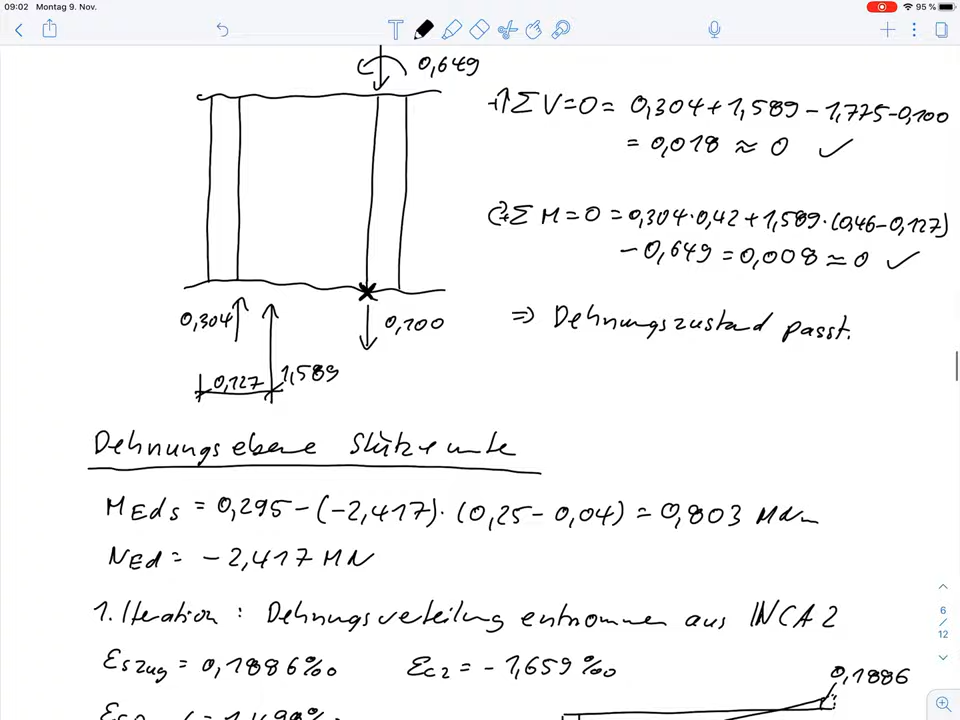 09:02 Montag 9. Nov.
95 %
0,649
+↑ Σ V = 0 = 0,304 + 1,589 - 1,775 - 0,100
= 0,018 ≈ 0 ✓
Σ M = 0 = 0,304 · 0,42 + 1,589 · (0,46 - 0,127)
- 0,649 = 0,008 ≈ 0 ✓
0,304
0,100
⇒ Dehnungszustand passt.
0,127
1,589
Dehnungsebene Stützenmitte
MEds = 0,295 - (-2,417) · (0,25 - 0,04) = 0,803 MNm
NEd = - 2,417 MN
1. Iteration : Dehnungsverteilung entnommen aus INCA 2
εszug = 0,1886 ‰
εc2 = - 1,659 ‰
0,1886
6
/
12